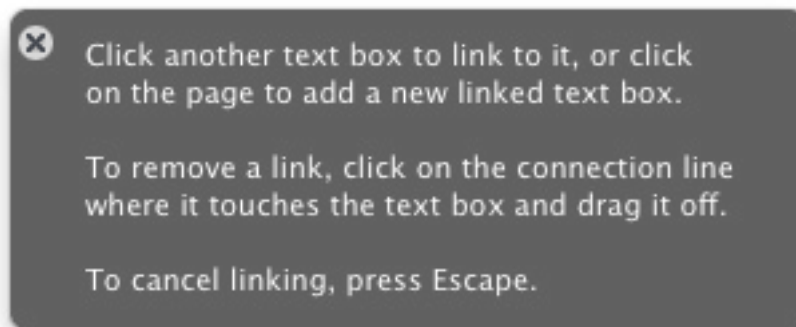 Click another text box to link to it, or click
on the page to add a new linked text box.
To remove a link, click on the connection line
where it touches the text box and drag it off.
To cancel linking, press Escape.